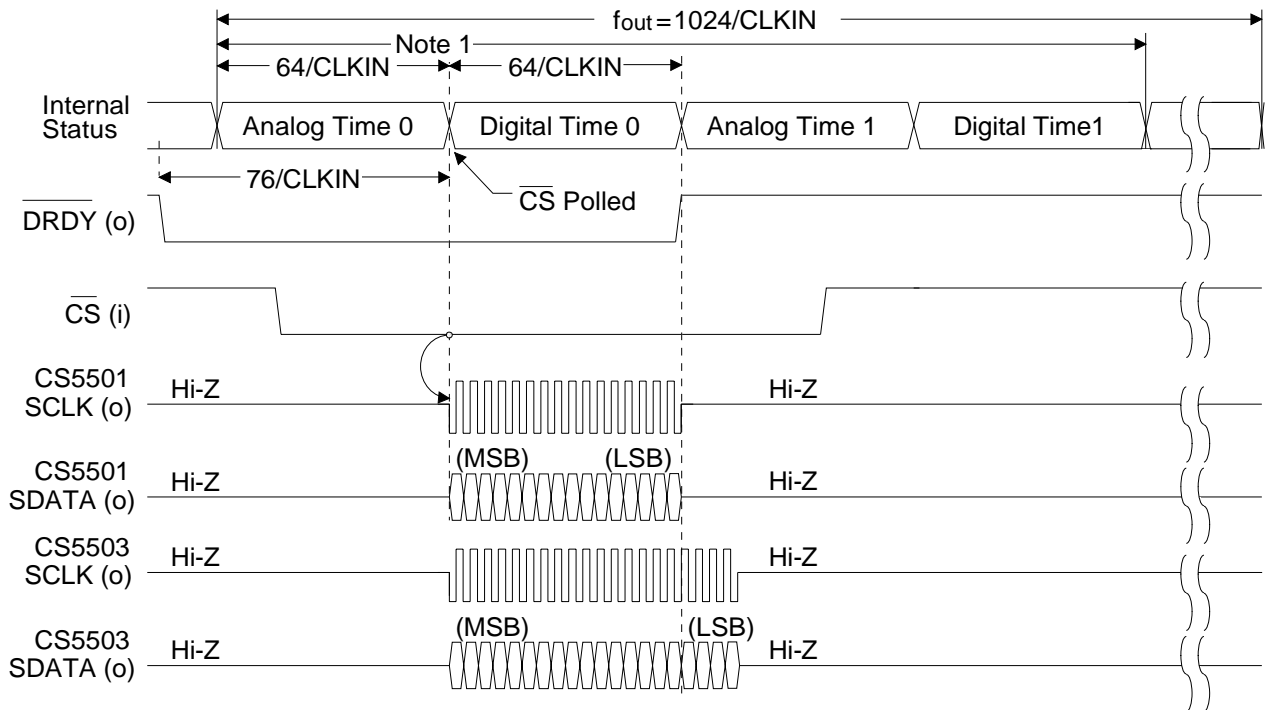 fout=1024/CLKIN
Note 1
64/CLKIN
64/CLKIN
Internal
Status
Analog Time 0
Digital Time 0
Analog Time 1
Digital Time1
76/CLKIN
CS Polled
DRDY (o)
CS (i)
CS5501
SCLK (o)
Hi-Z
Hi-Z
CS5501
SDATA (o)
Hi-Z
(MSB)
(LSB)
Hi-Z
CS5503
SCLK (o)
Hi-Z
Hi-Z
CS5503
SDATA (o)
Hi-Z
(MSB)
(LSB)
Hi-Z